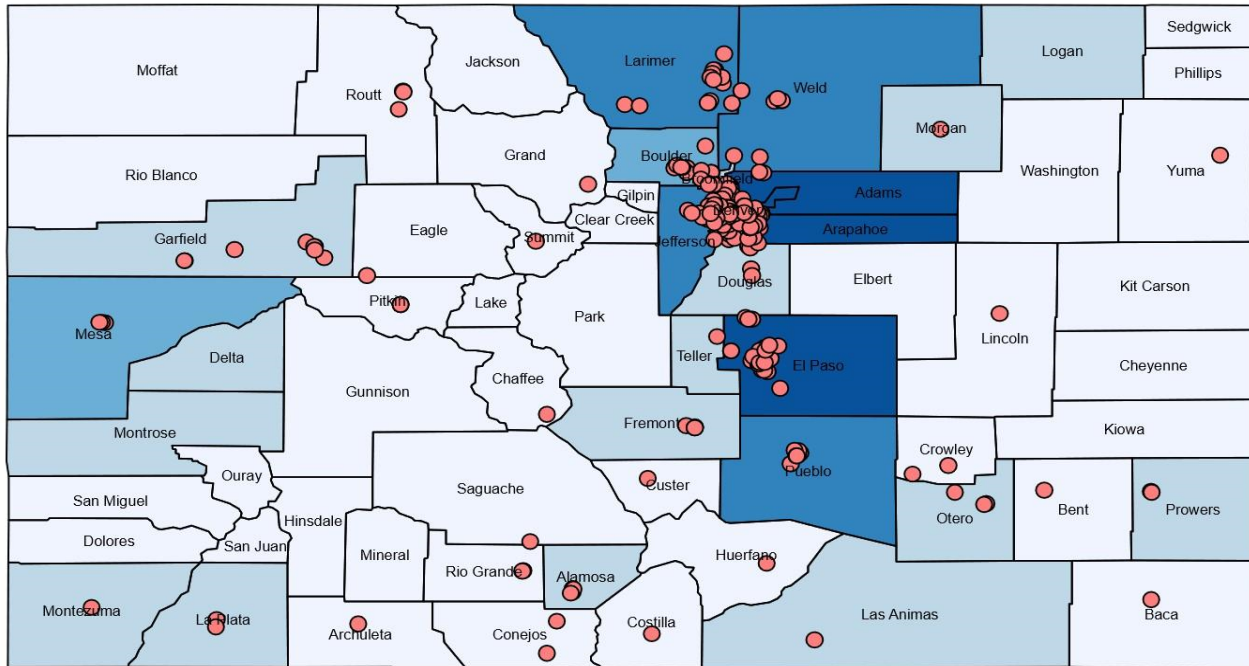 Sedgwick
Logan
Moffat
Jackson
Larimer
Phillips
Routt
Weld
Morgan
Grand
Boulder
Washington
Yuma
Rio Blanco
Broomfield
Gilpin
Adams
Denver
Clear Creek
Eagle
Summit
Arapahoe
Garfield
Jefferson
Elbert
Douglas
Kit Carson
Pitkin
Lake
Park
Mesa
Lincoln
Delta
Teller
El Paso
Cheyenne
Chaffee
Gunnison
Fremont
Kiowa
Montrose
Crowley
Pueblo
Ouray
Custer
Saguache
San Miguel
Bent
Prowers
Otero
Hinsdale
Dolores
San Juan
Mineral
Huerfano
Rio Grande
Alamosa
Montezuma
La Plata
Las Animas
Baca
Archuleta
Conejos
Costilla